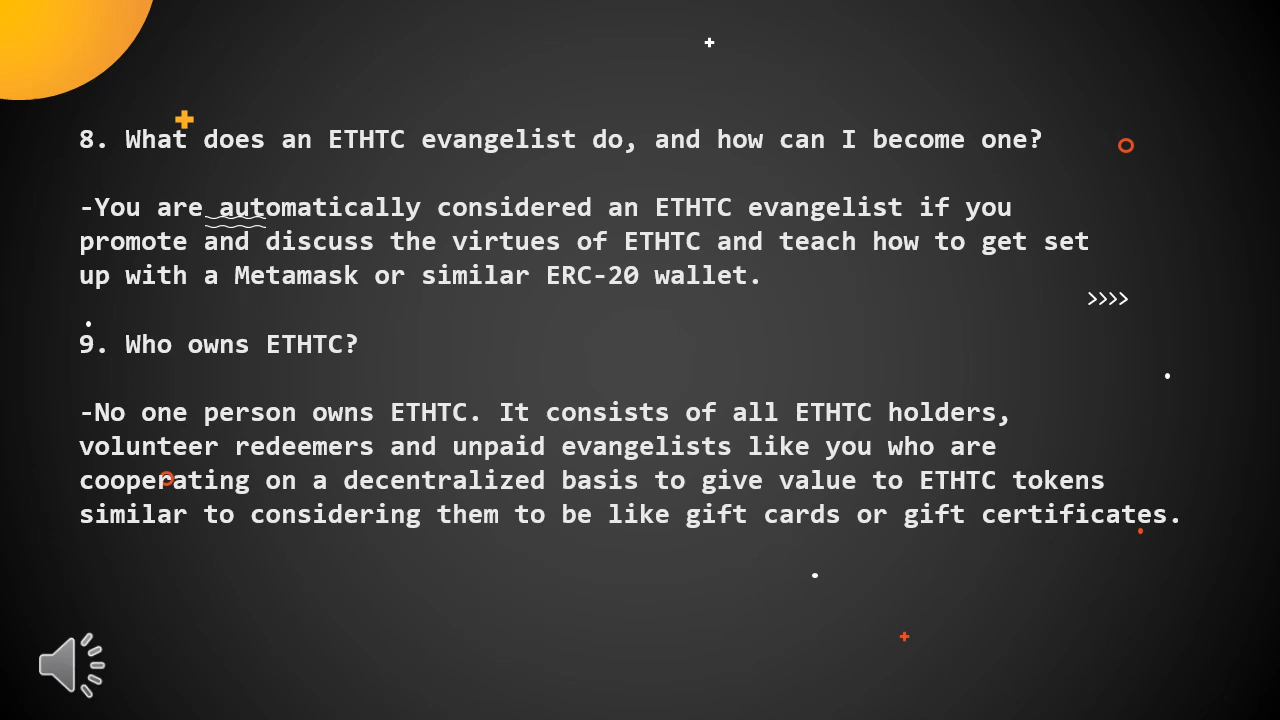 8. What does an ETHTC evangelist do, and how can I become one?
-You are automatically considered an ETHTC evangelist if you
promote and discuss the virtues of ETHTC and teach how to get set
up with a Metamask or similar ERC-20 wallet.
>>>>
9. Who owns ETHTC?
-No one person owns ETHTC. It consists of all ETHTC holders,
volunteer redeemers and unpaid evangelists like you who are
cooperating on a decentralized basis to give value to ETHTC tokens
similar to considering them to be like gift cards or gift certificates.